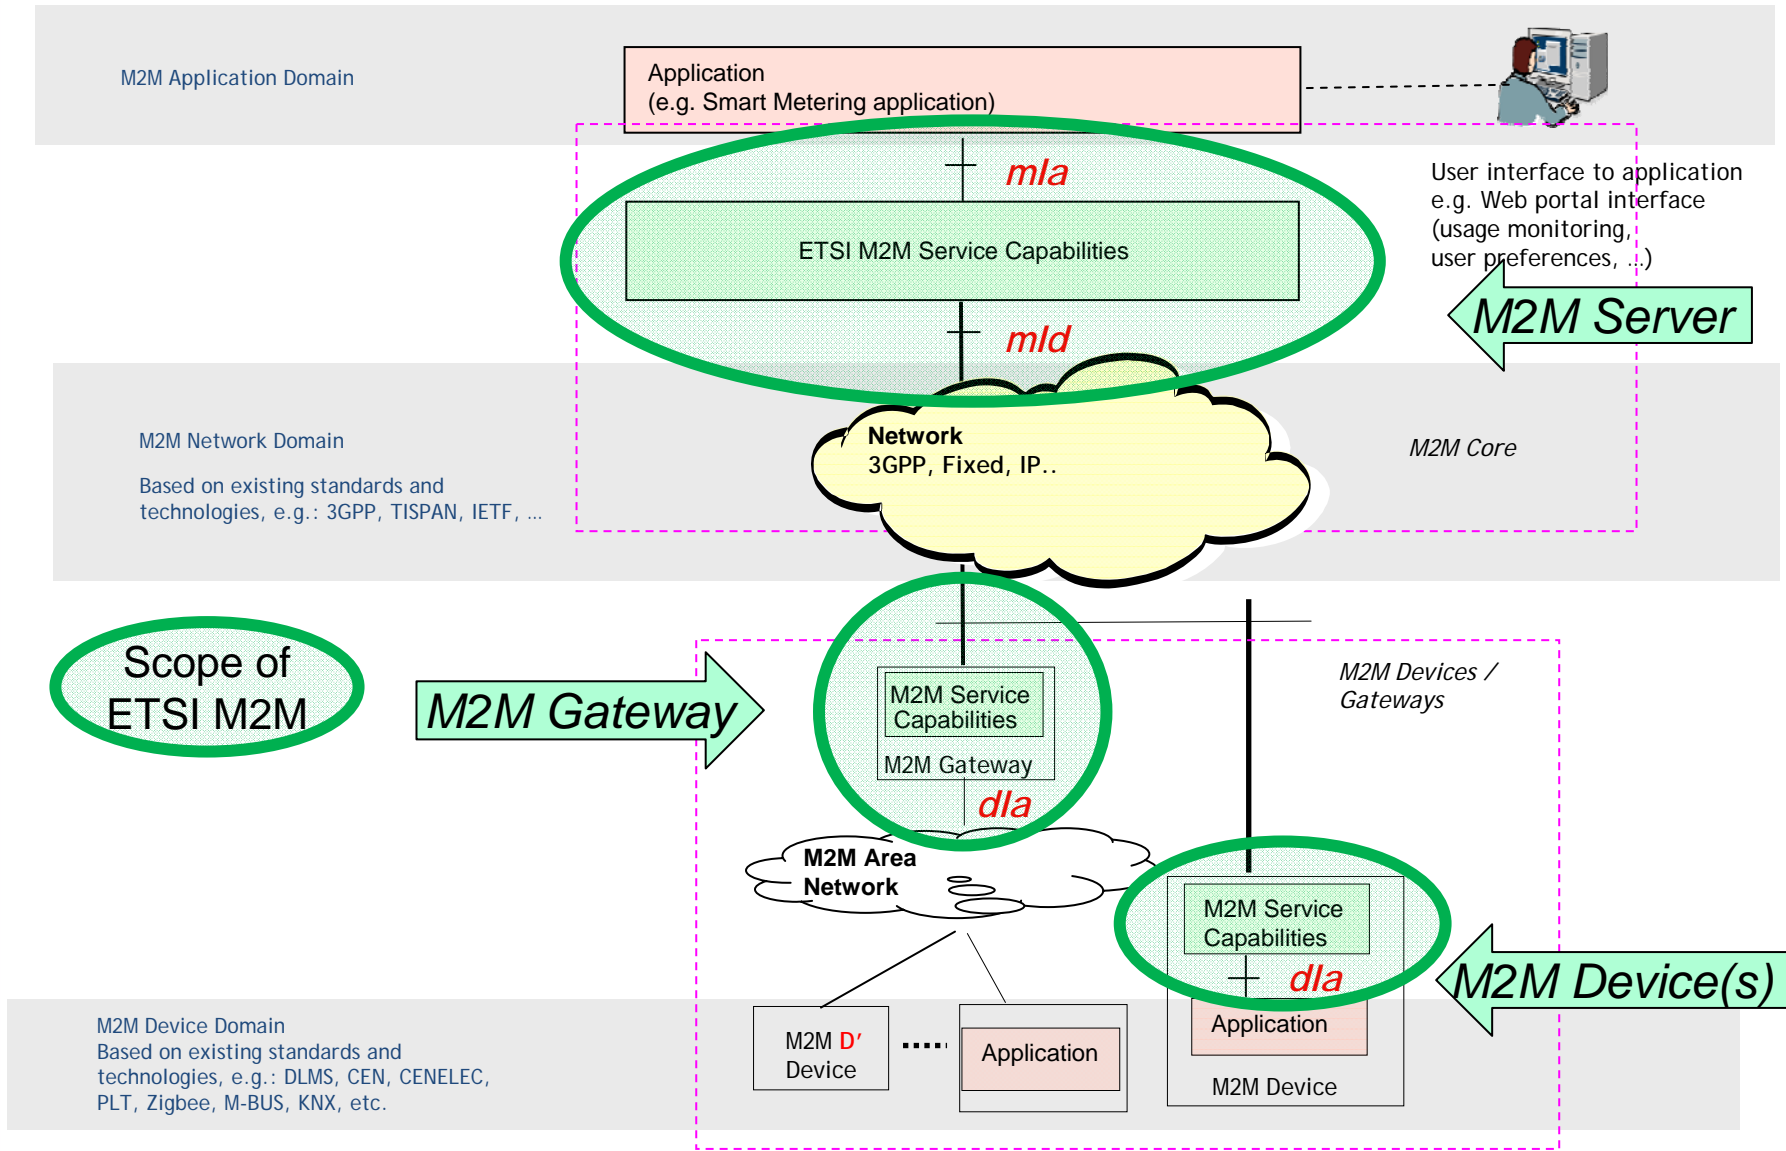 M2M Application Domain
Application
(e.g. Smart Metering application)
mIa
User interface to application
e.g. Web portal interface
(usage monitoring,
user preferences, …)
ETSI M2M Service Capabilities
M2M Server
mId
M2M Network Domain
Based on existing standards and
technologies, e.g.: 3GPP, TISPAN, IETF, …
Network
3GPP, Fixed, IP..
M2M Core
Scope of
ETSI M2M
M2M Gateway
M2M Service
Capabilities
M2M Gateway
dIa
M2M Devices /
Gateways
M2M Area
Network
M2M Service
Capabilities
dIa
M2M Device(s)
M2M Device Domain
Based on existing standards and
technologies, e.g.: DLMS, CEN, CENELEC,
PLT, Zigbee, M-BUS, KNX, etc.
M2M D’
Device
Application
Application
M2M Device